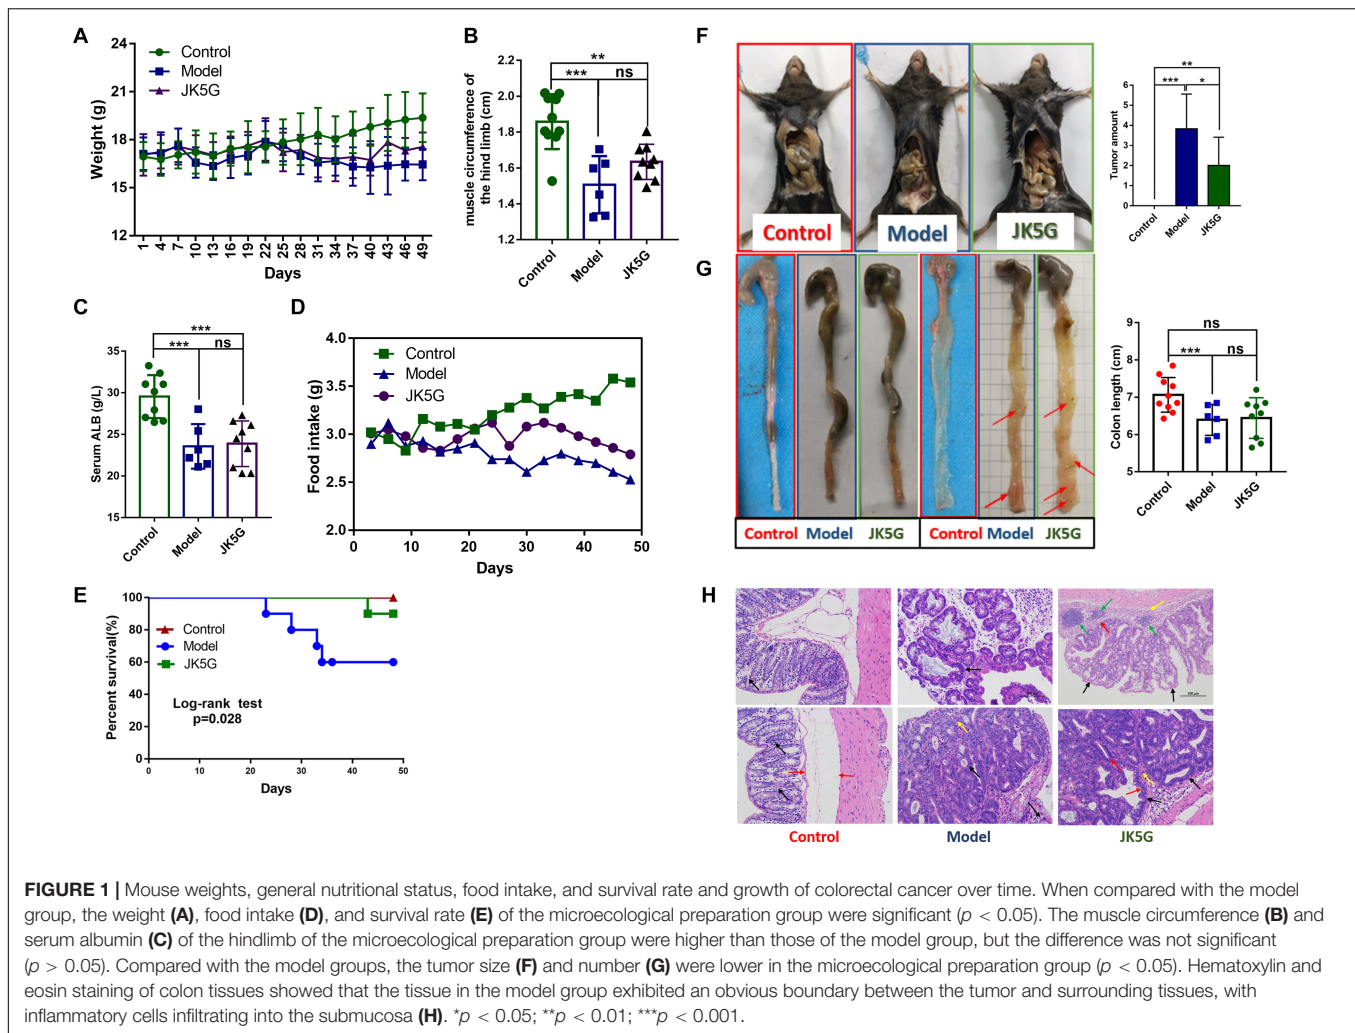 A
24
21
18
15
12
Weight (g)
Control
Model
JK5G
1 4 7 10 13 16 19 22 25 28 31 34 37 40 43 46 49
Days
B
2.2
2.0
1.8
1.6
1.4
1.2
muscle circumference of
the hind limb (cm)
**
*** ns
Control Model JK5G
C
35
30
25
20
15
Serum ALB (g/L)
***
*** ns
Control Model JK5G
D
4.0
3.5
3.0
2.5
2.0
Food intake (g)
Control
Model
JK5G
0 10 20 30 40 50
Days
E
100
80
60
40
20
0
Percent survival(%)
Control
Model
JK5G
Log-rank test
p=0.028
0 10 20 30 40 50
Days
F
Control Model JK5G
6
5
4
3
2
1
0
Tumor amount
**
*** *
Control Model JK5G
G
Control Model JK5G Control Model JK5G
9
8
7
6
5
Colon length (cm)
ns
*** ns
Control Model JK5G
H
Control Model JK5G
FIGURE 1 | Mouse weights, general nutritional status, food intake, and survival rate and growth of colorectal cancer over time. When compared with the model
group, the weight (A), food intake (D), and survival rate (E) of the microecological preparation group were significant (p < 0.05). The muscle circumference (B) and
serum albumin (C) of the hindlimb of the microecological preparation group were higher than those of the model group, but the difference was not significant
(p > 0.05). Compared with the model groups, the tumor size (F) and number (G) were lower in the microecological preparation group (p < 0.05). Hematoxylin and
eosin staining of colon tissues showed that the tissue in the model group exhibited an obvious boundary between the tumor and surrounding tissues, with
inflammatory cells infiltrating into the submucosa (H). *p < 0.05; **p < 0.01; ***p < 0.001.